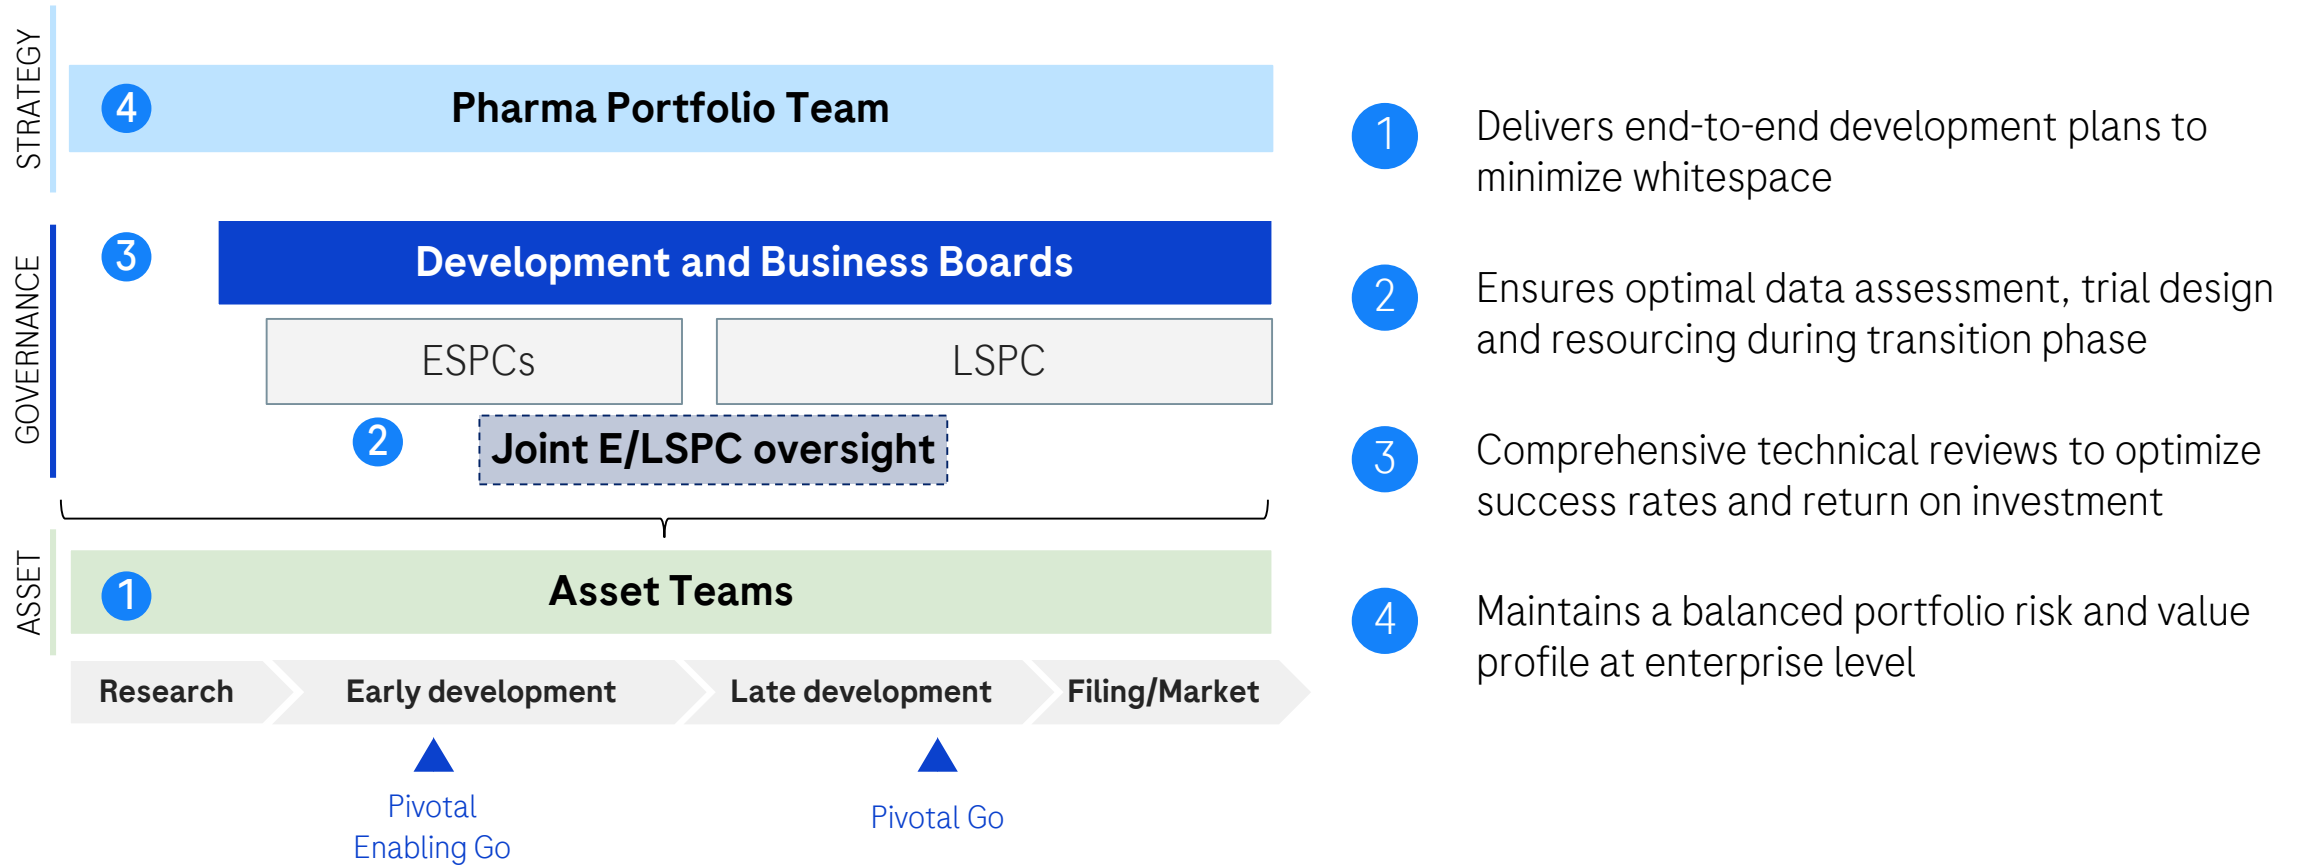 STRATEGY
4
Pharma Portfolio Team
GOVERNANCE
3
Development and Business Boards
ESPCs
LSPC
2
Joint E/LSPC oversight
ASSET
1
Asset Teams
Research
Early development
Late development
Filing/Market
Pivotal
Enabling Go
Pivotal Go
1
Delivers end-to-end development plans to
minimize whitespace
2
Ensures optimal data assessment, trial design
and resourcing during transition phase
3
Comprehensive technical reviews to optimize
success rates and return on investment
4
Maintains a balanced portfolio risk and value
profile at enterprise level